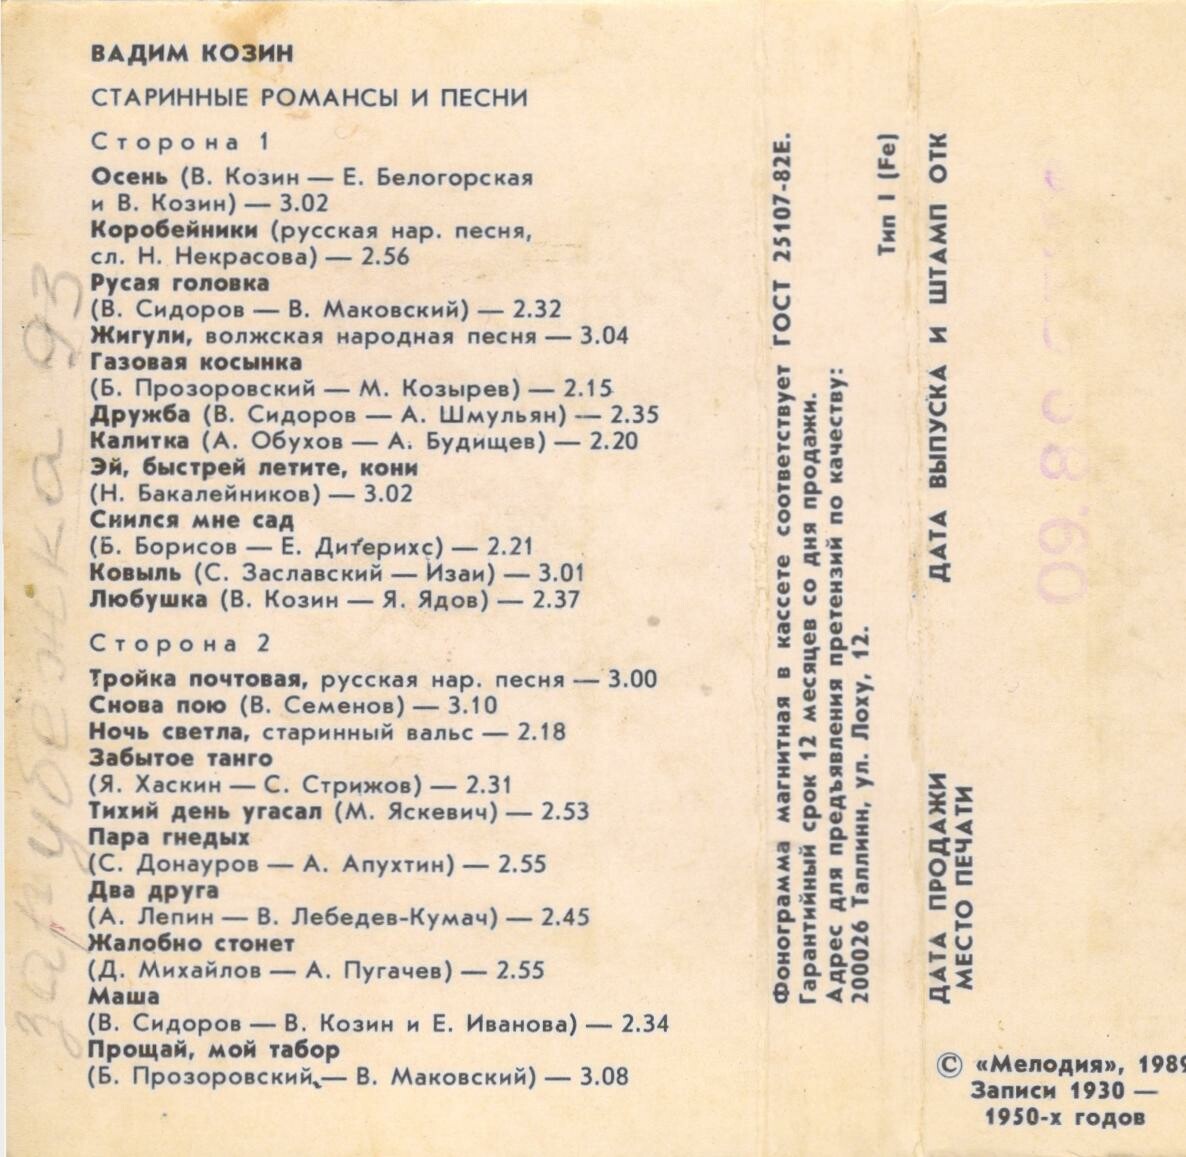 ВАДИМ КОЗИН
СТАРИННЫЕ РОМАНСЫ И ПЕСНИ
Сторона 1
Осень (В. Козин — Е. Белогорская
и В. Козин) — 3.02
Коробейники (русская нар. песня,
сл. Н. Некрасова) — 2.56
Русая головка
(В. Сидоров — В. Маковский) — 2.32
Жигули, волжская народная песня — 3.04
Газовая косынка
(Б. Прозоровский — М. Козырев) — 2.15
Дружба (В. Сидоров — А. Шмульян) — 2.35
Калитка (А. Обухов — А. Будищев) — 2.20
Эй, быстрей летите, кони
(Н. Бакалейников) — 3.02
Снился мне сад
(Б. Борисов — Е. Дитерихс) — 2.21
Ковыль (С. Заславский — Изаи) — 3.01
Любушка (В. Козин — Я. Ядов) — 2.37
Сторона 2
Тройка почтовая, русская нар. песня — 3.00
Снова пою (В. Семенов) — 3.10
Ночь светла, старинный вальс — 2.18
Забытое танго
(Я. Хаскин — С. Стрижов) — 2.31
Тихий день угасал (М. Яскевич) — 2.53
Пара гнедых
(С. Донауров — А. Апухтин) — 2.55
Два друга
(А. Лепин — В. Лебедев-Кумач) — 2.45
Жалобно стонет
(Д. Михайлов — А. Пугачев) — 2.55
Маша
(В. Сидоров — В. Козин и Е. Иванова) — 2.34
Прощай, мой табор
(Б. Прозоровский — В. Маковский) — 3.08
зарубежка 93
Фонограмма магнитная в кассете соответствует ГОСТ 25107-82Е.
Гарантийный срок 12 месяцев со дня продажи.
Адрес для предъявления претензий по качеству:
200026 Таллинн, ул. Лоху, 12.
Тип I (Fe)
ДАТА ВЫПУСКА И ШТАМП ОТК
ДАТА ПРОДАЖИ
МЕСТО ПЕЧАТИ
09.89
© «Мелодия», 1989
Записи 1930 —
1950-х годов